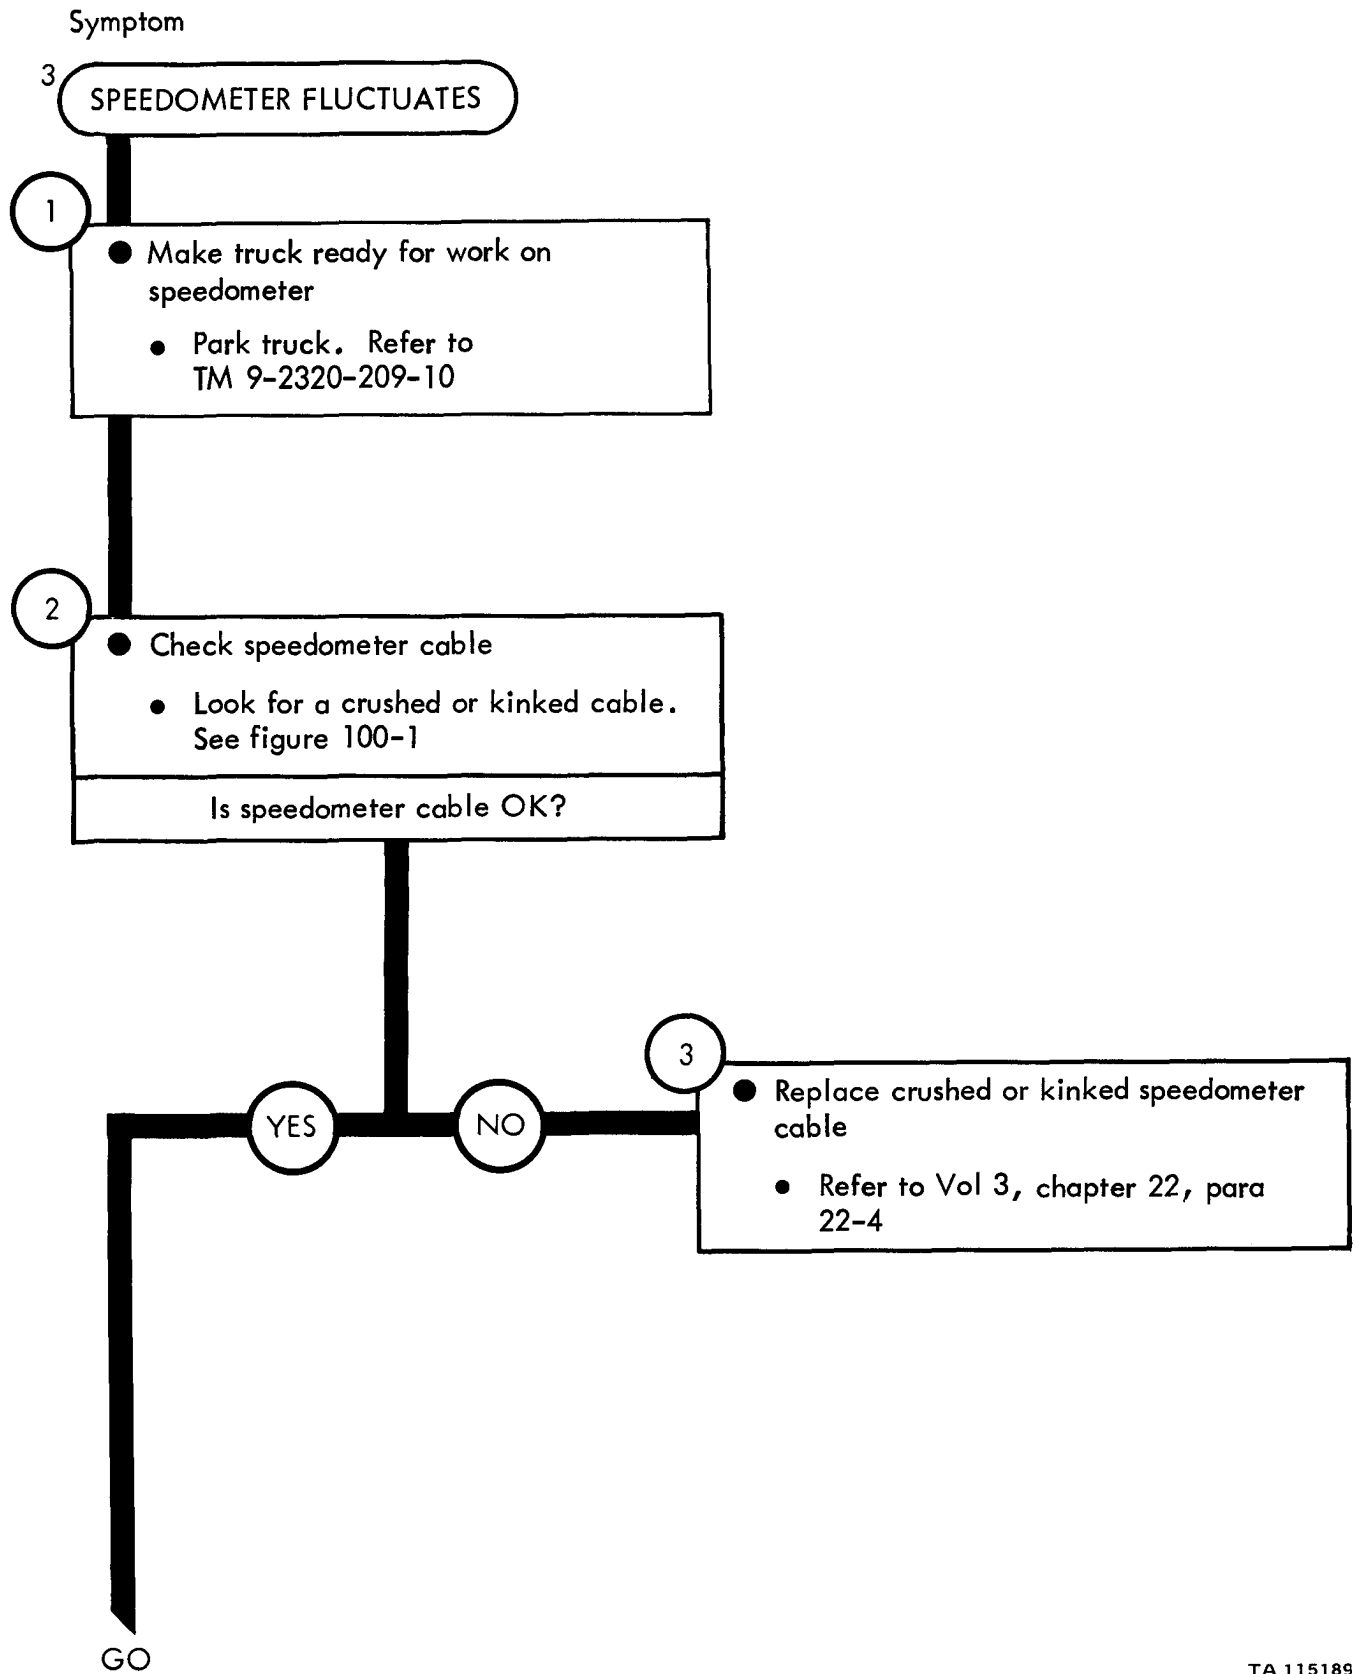 Symptom
3
SPEEDOMETER FLUCTUATES
1
● Make truck ready for work on
speedometer
● Park truck. Refer to
TM 9-2320-209-10
2
● Check speedometer cable
● Look for a crushed or kinked cable.
See figure 100-1
Is speedometer cable OK?
YES
NO
3
● Replace crushed or kinked speedometer
cable
● Refer to Vol 3, chapter 22, para
22-4
GO
TA 115189